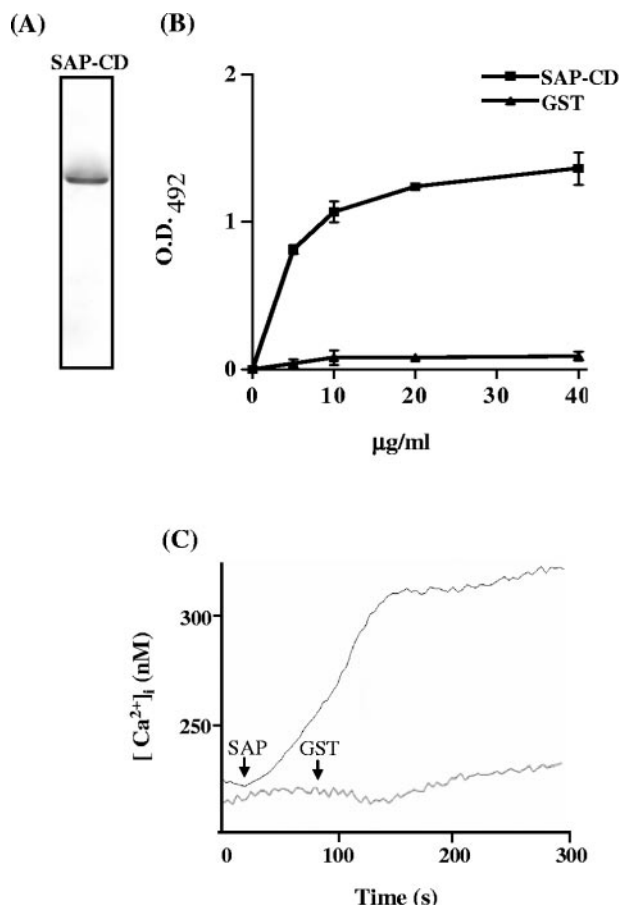 (A)
SAP-CD
(B)
2
1
0
O.D.492
SAP-CD
GST
0 10 20 30 40
µg/ml
(C)
300
250
[ Ca²⁺]i (nM)
SAP
GST
0 100 200 300
Time (s)